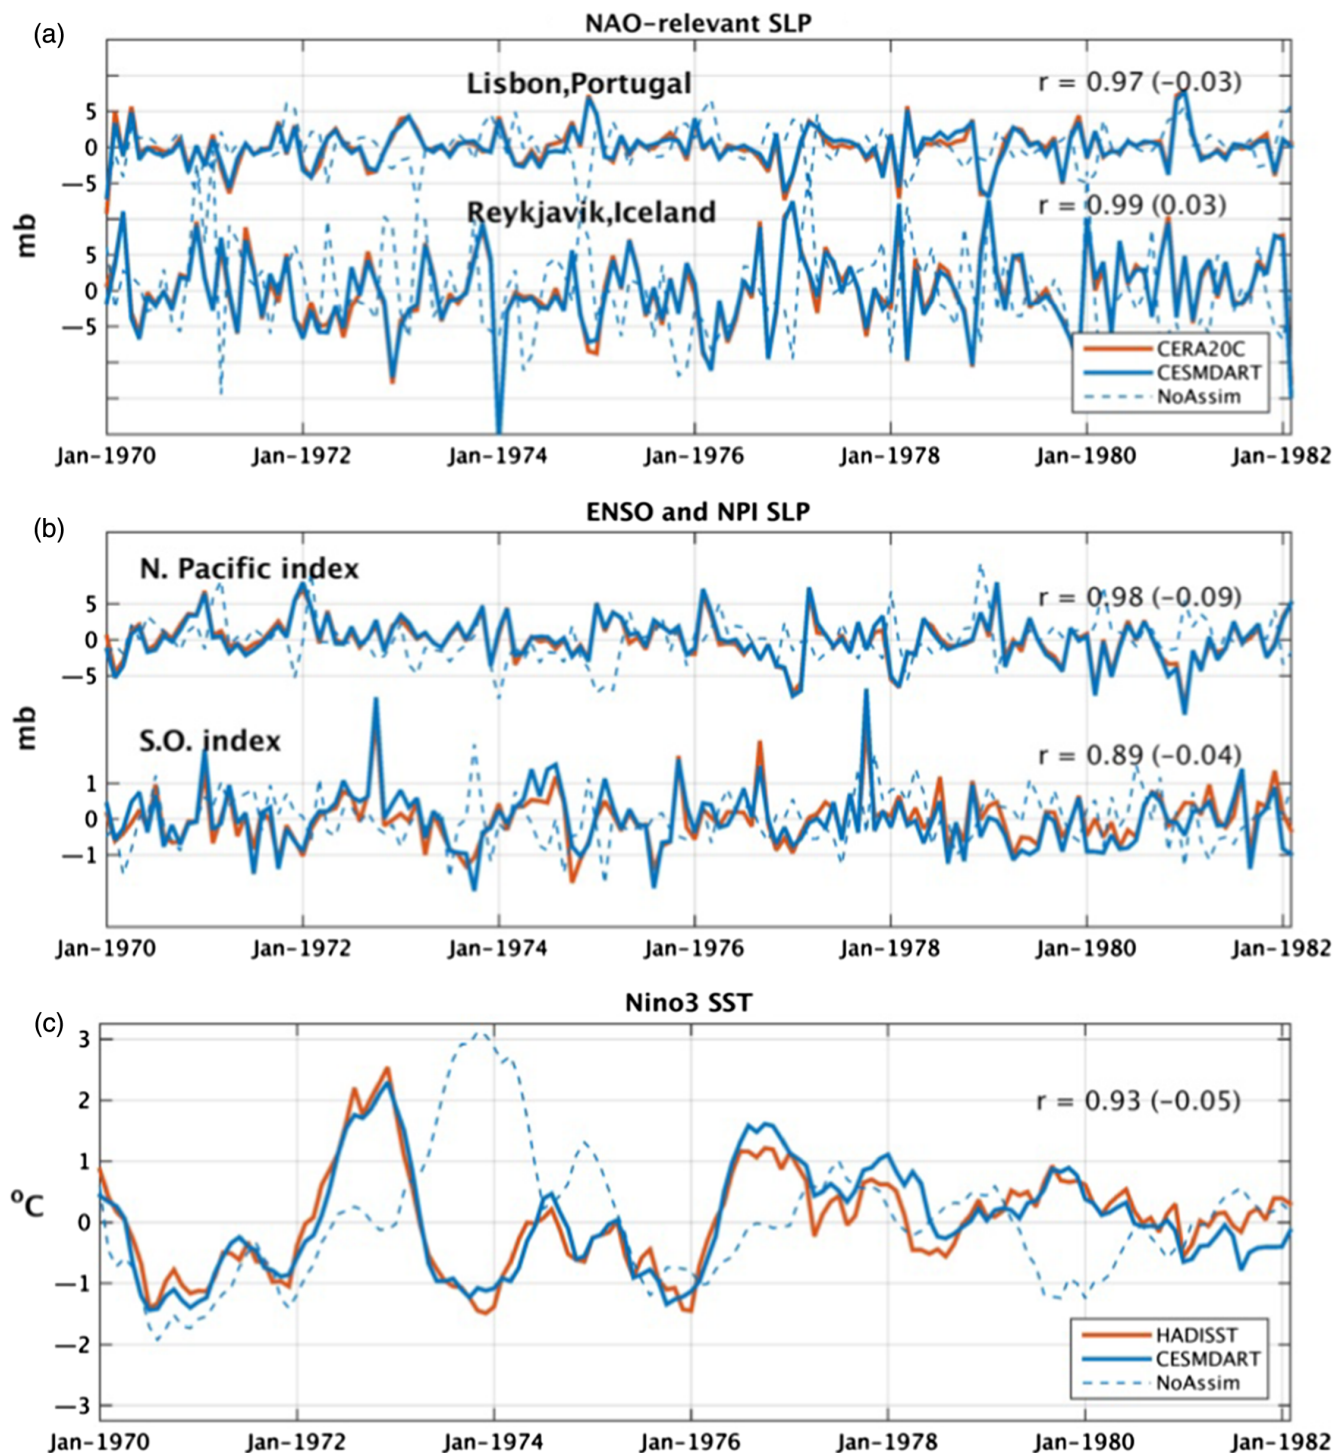 (a)
NAO-relevant SLP
Lisbon,Portugal
r = 0.97 (-0.03)
5
0
-5
Reykjavik,Iceland
r = 0.99 (0.03)
mb
5
0
-5
CERA20C
CESMDART
NoAssim
Jan-1970 Jan-1972 Jan-1974 Jan-1976 Jan-1978 Jan-1980 Jan-1982
(b)
ENSO and NPI SLP
N. Pacific index
r = 0.98 (-0.09)
5
0
-5
mb
S.O. index
r = 0.89 (-0.04)
1
0
-1
Jan-1970 Jan-1972 Jan-1974 Jan-1976 Jan-1978 Jan-1980 Jan-1982
(c)
Nino3 SST
3
2
r = 0.93 (-0.05)
1
ºC
0
-1
-2
-3
HADISST
CESMDART
NoAssim
Jan-1970 Jan-1972 Jan-1974 Jan-1976 Jan-1978 Jan-1980 Jan-1982